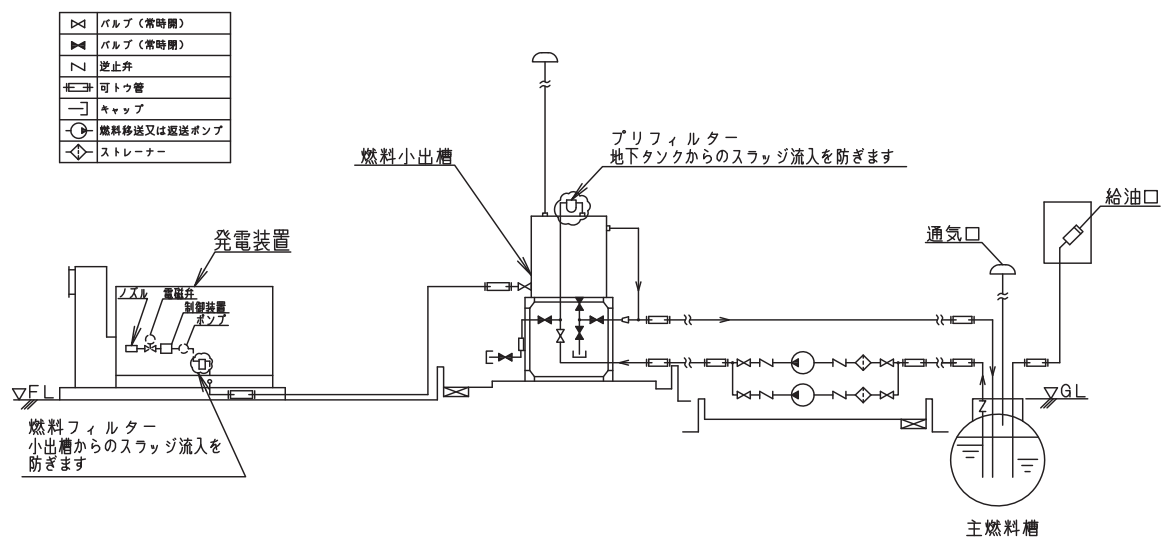 バルブ（常時開）
バルブ（常時閉）
逆止弁
可トウ管
キャップ
燃料移送又は返送ポンプ
ストレーナー
燃料小出槽
プリフィルター
地下タンクからのスラッジ流入を防ぎます
給油口
通気口
発電装置
ノズル
電磁弁
制御装置
ポンプ
FL
GL
燃料フィルター
小出槽からのスラッジ流入を
防ぎます
主燃料槽